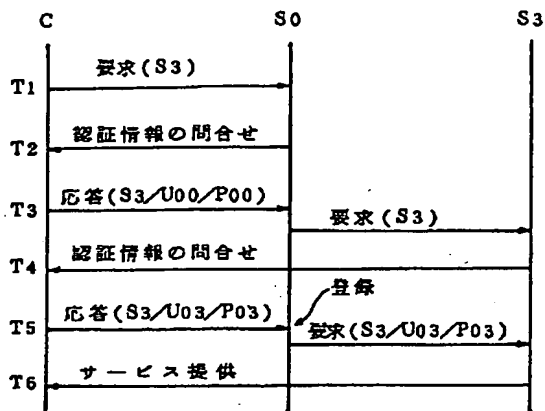 C S0 S3
T1 要求(S3)
T2 認証情報の問合せ
T3 応答(S3/U00/P00)
要求(S3)
T4 認証情報の問合せ
登録
T5 応答(S3/U03/P03)
要求(S3/U03/P03)
T6 サービス提供